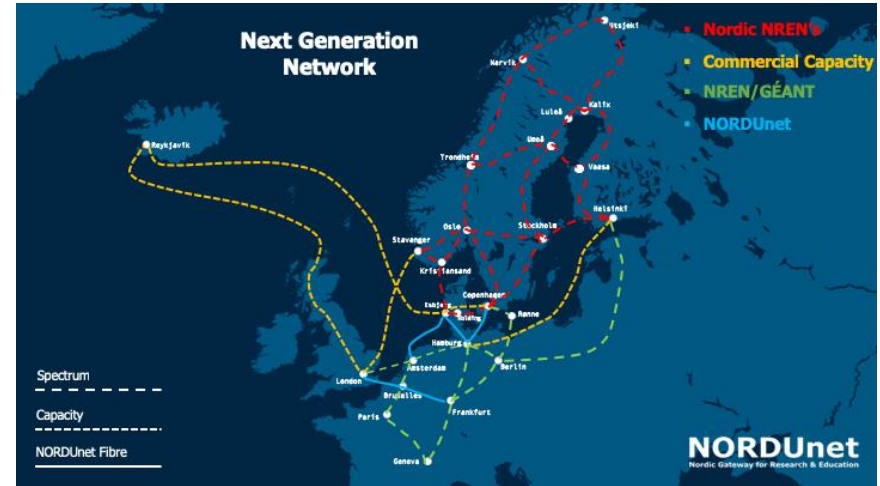 Next Generation
Network
Nordic NREN's
Commercial Capacity
NREN/GÉANT
NORDUnet
Utsjoki
Narvik
Kalix
Luleå
Umeå
Reykjavik
Trondheim
Vaasa
Helsinki
Oslo
Stockholm
Stavanger
Kristiansand
Copenhagen
Esbjerg
Kolding
Rønne
Hamburg
Amsterdam
Berlin
London
Brusalles
Frankfurt
Paris
Geneva
Spectrum
Capacity
NORDUnet Fibre
NORDUnet
Nordic Gateway for Research & Education